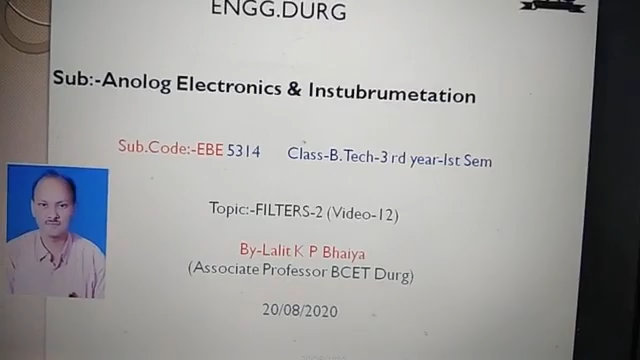 ENGG.DURG
Sub:-Anolog Electronics & Instubrumetation
Sub.Code:-EBE 5314 Class-B.Tech-3 rd year-Ist Sem
Topic:-FILTERS-2 (Video-12)
By-Lalit K P Bhaiya
(Associate Professor BCET Durg)
20/08/2020